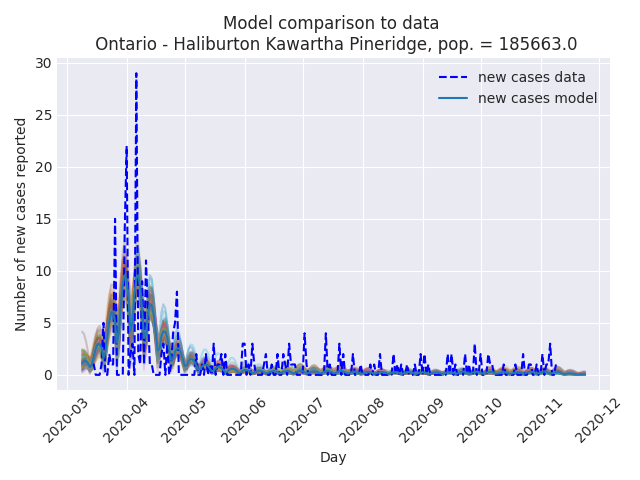 Model comparison to data
Ontario - Haliburton Kawartha Pineridge, pop. = 185663.0
new cases data
new cases model
Number of new cases reported
30
25
20
15
10
5
0
2020-03
2020-04
2020-05
2020-06
2020-07
2020-08
2020-09
2020-10
2020-11
2020-12
Day